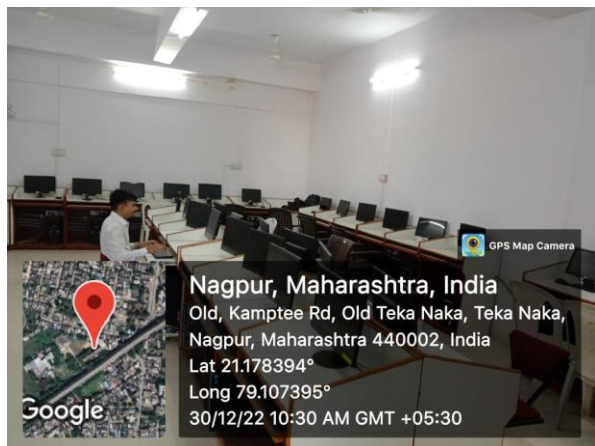 GPS Map Camera
Nagpur, Maharashtra, India
Old, Kamptee Rd, Old Teka Naka, Teka Naka,
Nagpur, Maharashtra 440002, India
Lat 21.178394°
Long 79.107395°
30/12/22 10:30 AM GMT +05:30
Google